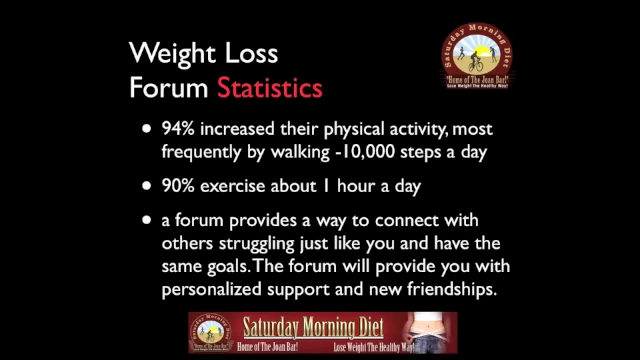 Weight Loss
Forum Statistics
Saturday Morning Diet
"Home of The Joan Bar!"
Lose Weight The Healthy Way!
• 94% increased their physical activity, most
frequently by walking -10,000 steps a day
• 90% exercise about 1 hour a day
• a forum provides a way to connect with
others struggling just like you and have the
same goals. The forum will provide you with
personalized support and new friendships.
Saturday Morning Diet
Home of The Joan Bar! Lose Weight The Healthy Way!